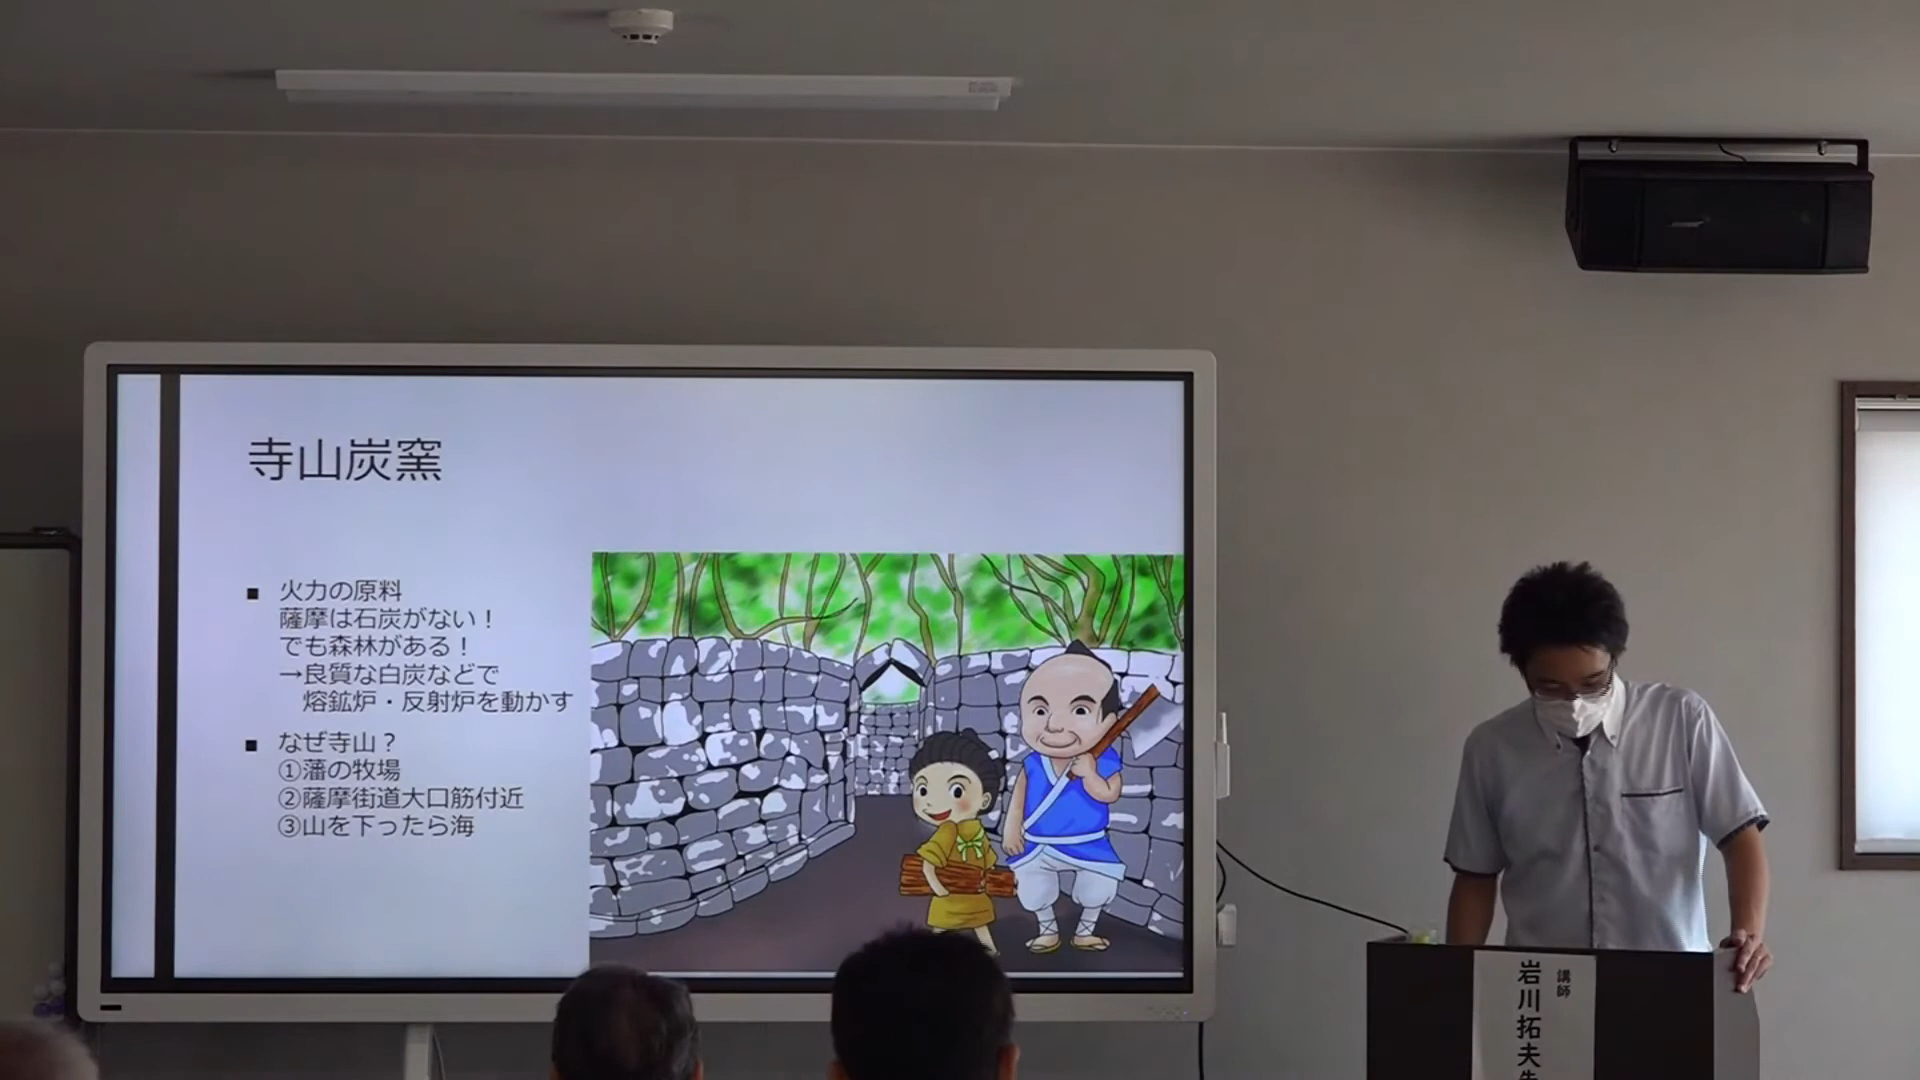 寺山炭窯
■ 火力の原料
薩摩は石炭がない！
でも森林がある！
→良質な白炭などで
熔鉱炉・反射炉を動かす
■ なぜ寺山？
①藩の牧場
②薩摩街道大口筋付近
③山を下ったら海
講師
岩川拓夫先